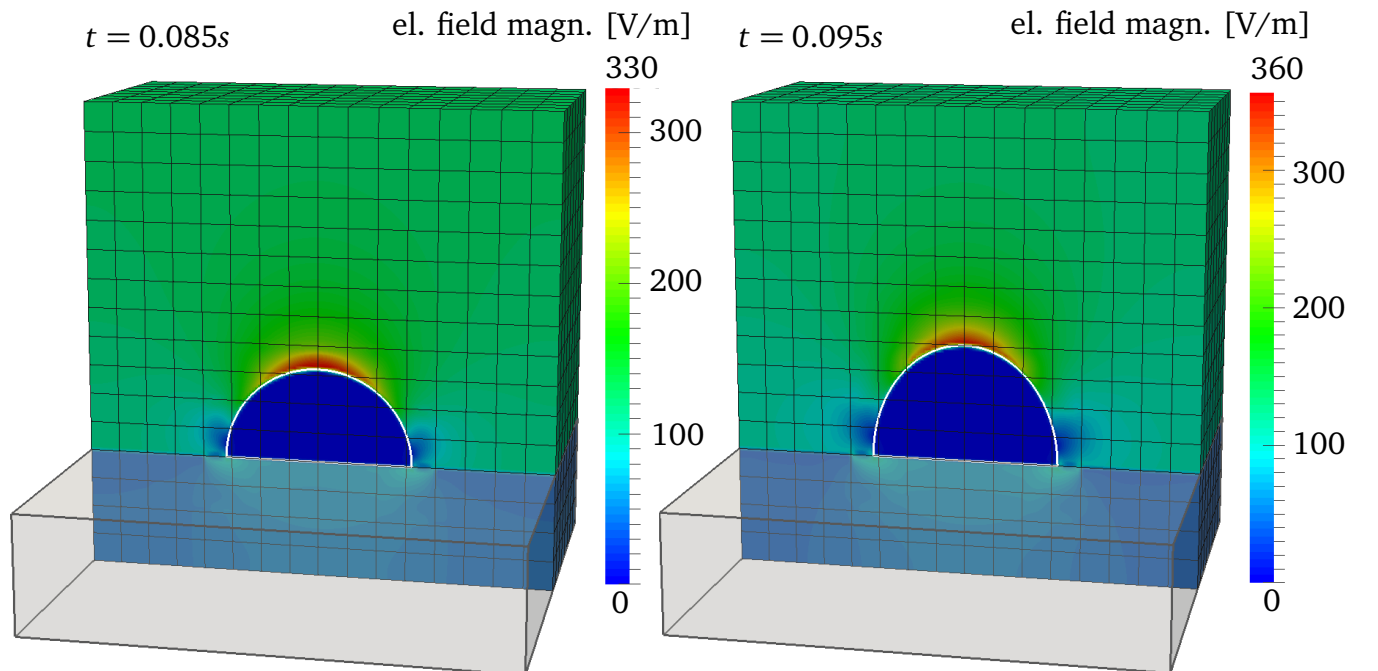 t = 0.085s
el. field magn. [V/m]
330
300
200
100
0
t = 0.095s
el. field magn. [V/m]
360
300
200
100
0